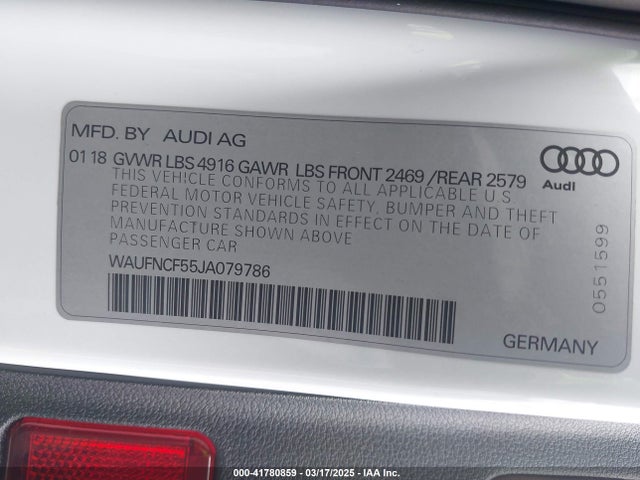 MFD. BY AUDI AG
01 18 GVWR LBS 4916 GAWR LBS FRONT 2469 /REAR 2579
THIS VEHICLE CONFORMS TO ALL APPLICABLE U.S
FEDERAL MOTOR VEHICLE SAFETY, BUMPER AND THEFT
PREVENTION STANDARDS IN EFFECT ON THE DATE OF
MANUFACTURE SHOWN ABOVE
PASSENGER CAR
WAUFNCF55JA079786
Audi
0551599
GERMANY
000-41780859 - 03/17/2025 - IAA Inc.